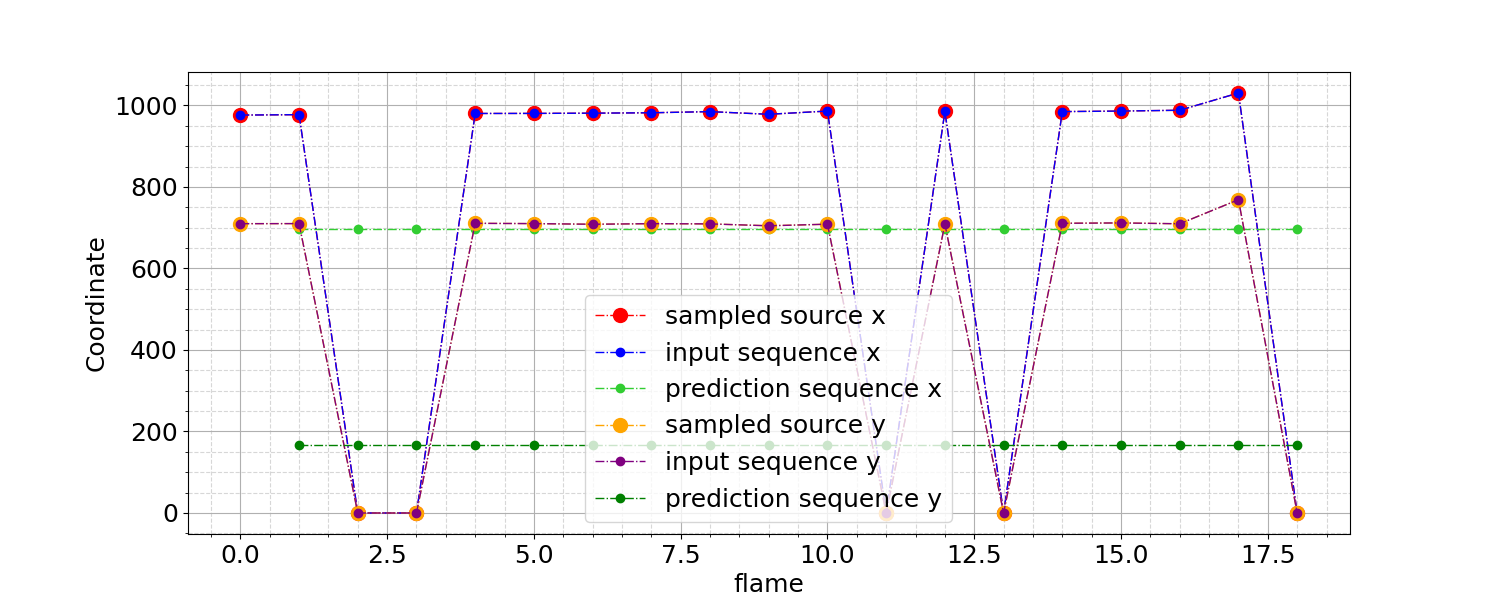 1000
800
600
400
200
0
Coordinate
sampled source x
input sequence x
prediction sequence x
sampled source y
input sequence y
prediction sequence y
0.0 2.5 5.0 7.5 10.0 12.5 15.0 17.5
flame